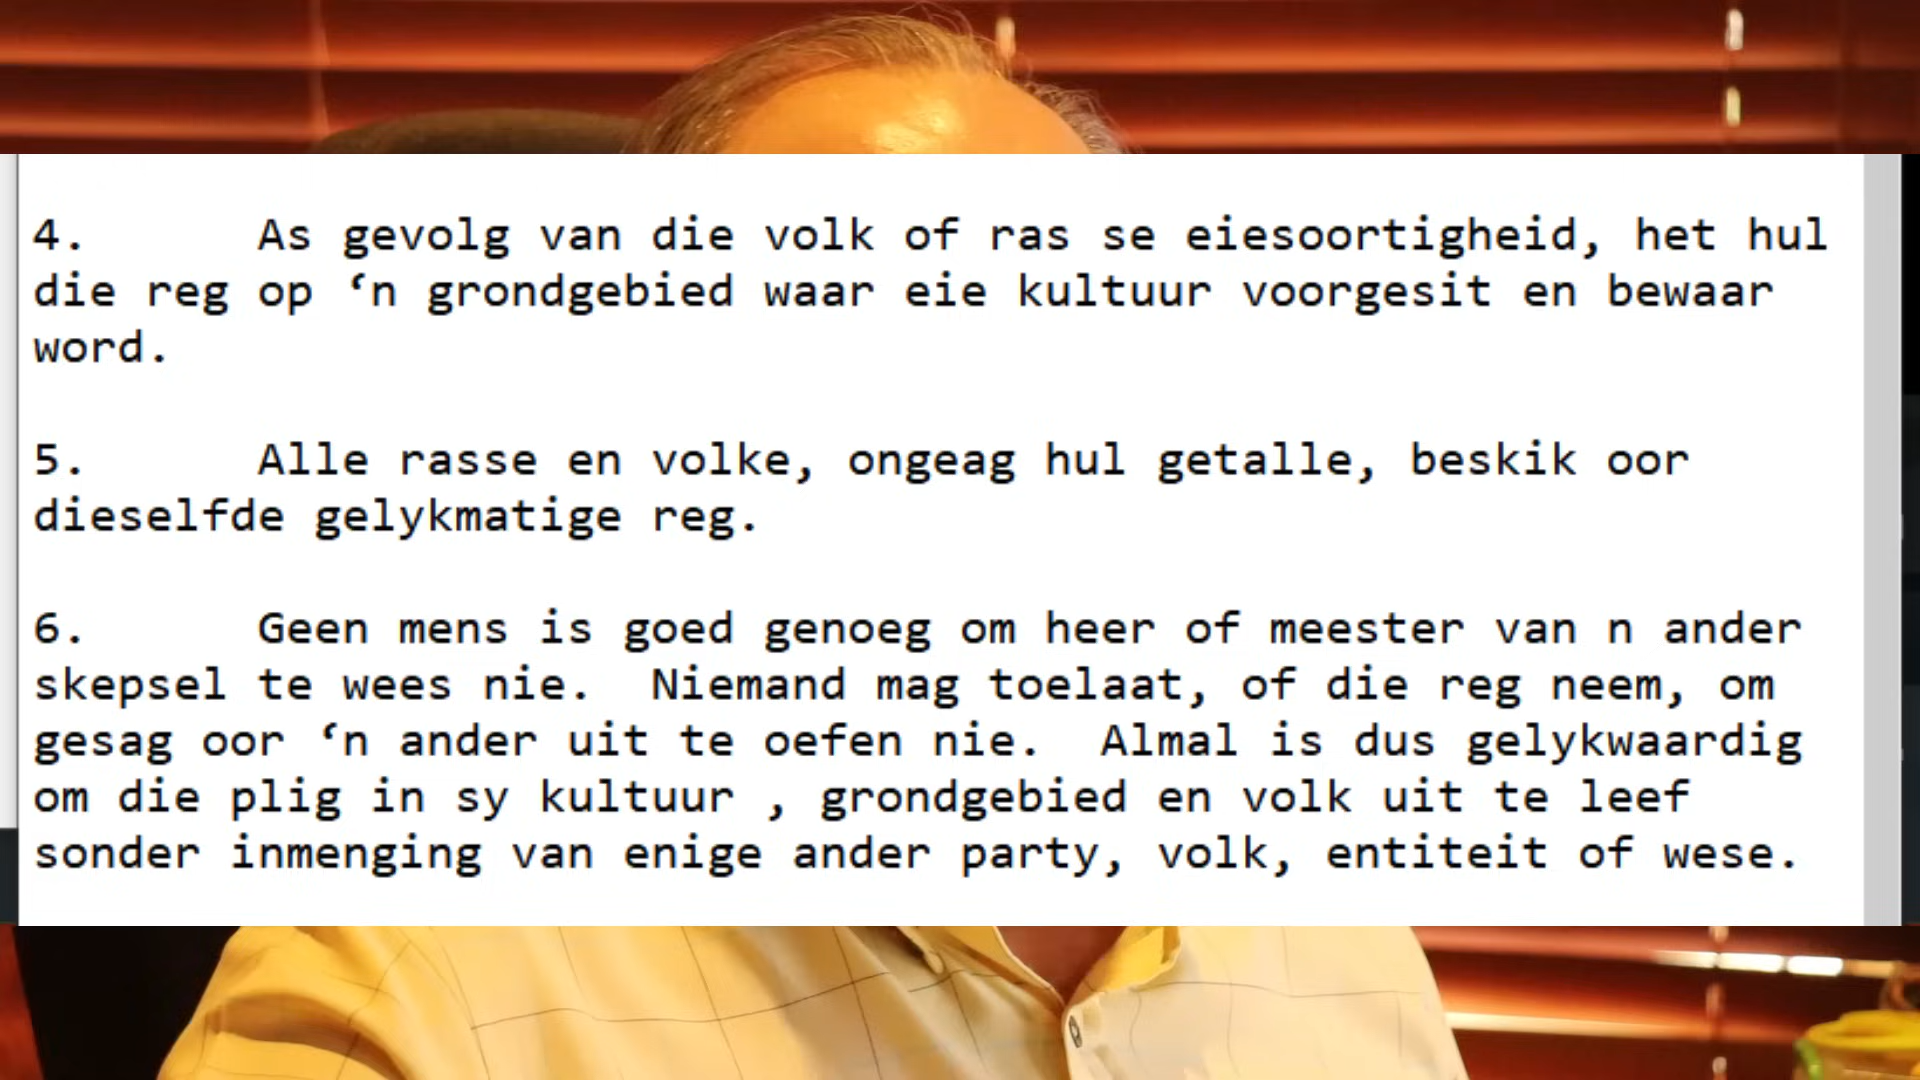 4. As gevolg van die volk of ras se eiesoortigheid, het hul
die reg op ‘n grondgebied waar eie kultuur voorgesit en bewaar
word.
5. Alle rasse en volke, ongeag hul getalle, beskik oor
dieselfde gelykmatige reg.
6. Geen mens is goed genoeg om heer of meester van n ander
skepsel te wees nie. Niemand mag toelaat, of die reg neem, om
gesag oor ‘n ander uit te oefen nie. Almal is dus gelykwaardig
om die plig in sy kultuur , grondgebied en volk uit te leef
sonder inmenging van enige ander party, volk, entiteit of wese.